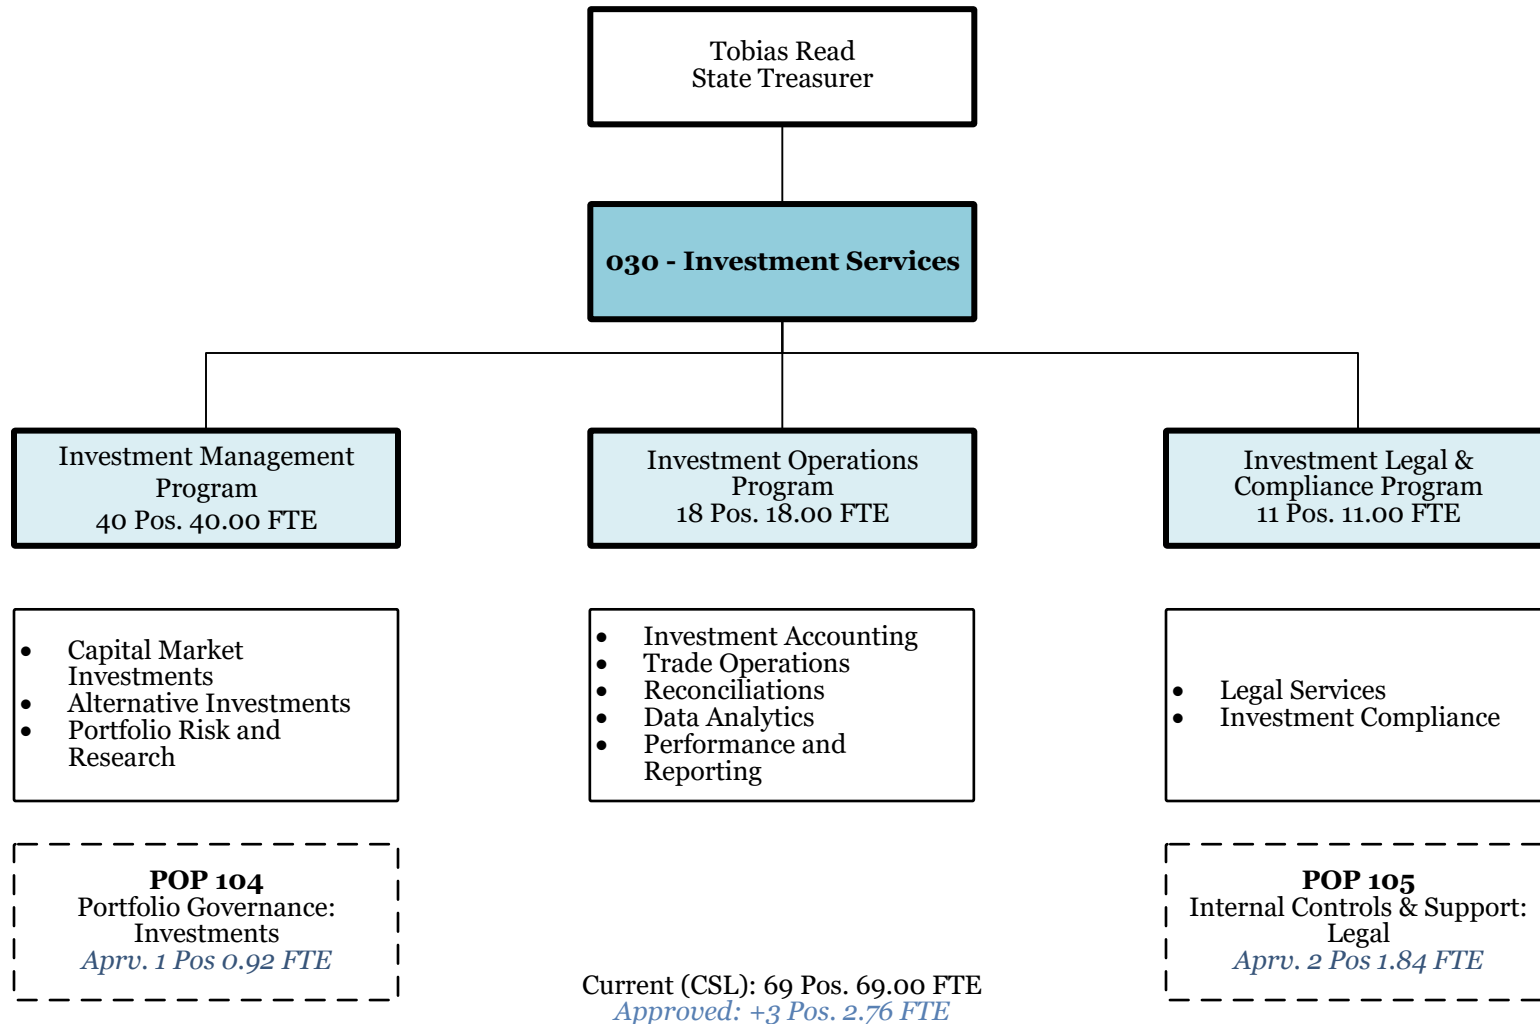 Tobias Read
State Treasurer
030 - Investment Services
Investment Management
Program
40 Pos. 40.00 FTE
Investment Operations
Program
18 Pos. 18.00 FTE
Investment Legal &
Compliance Program
11 Pos. 11.00 FTE
• Capital Market
Investments
• Alternative Investments
• Portfolio Risk and
Research
• Investment Accounting
• Trade Operations
• Reconciliations
• Data Analytics
• Performance and
Reporting
• Legal Services
• Investment Compliance
POP 104
Portfolio Governance:
Investments
Aprv. 1 Pos 0.92 FTE
POP 105
Internal Controls & Support:
Legal
Aprv. 2 Pos 1.84 FTE
Current (CSL): 69 Pos. 69.00 FTE
Approved: +3 Pos. 2.76 FTE